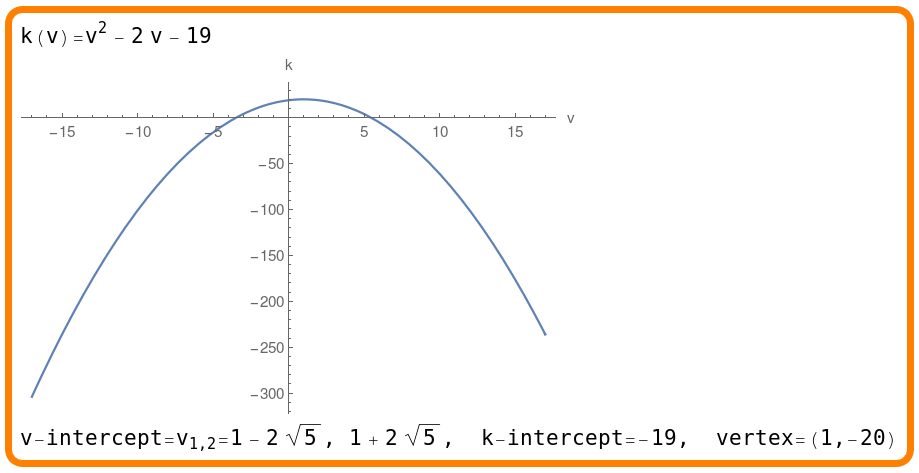 k(v)=v² − 2 v − 19
k
−15 −10 −5 5 10 15 v
−50
−100
−150
−200
−250
−300
v−intercept=v₁,₂=1 − 2 √5, 1 + 2 √5, k−intercept=−19, vertex=(1,−20)